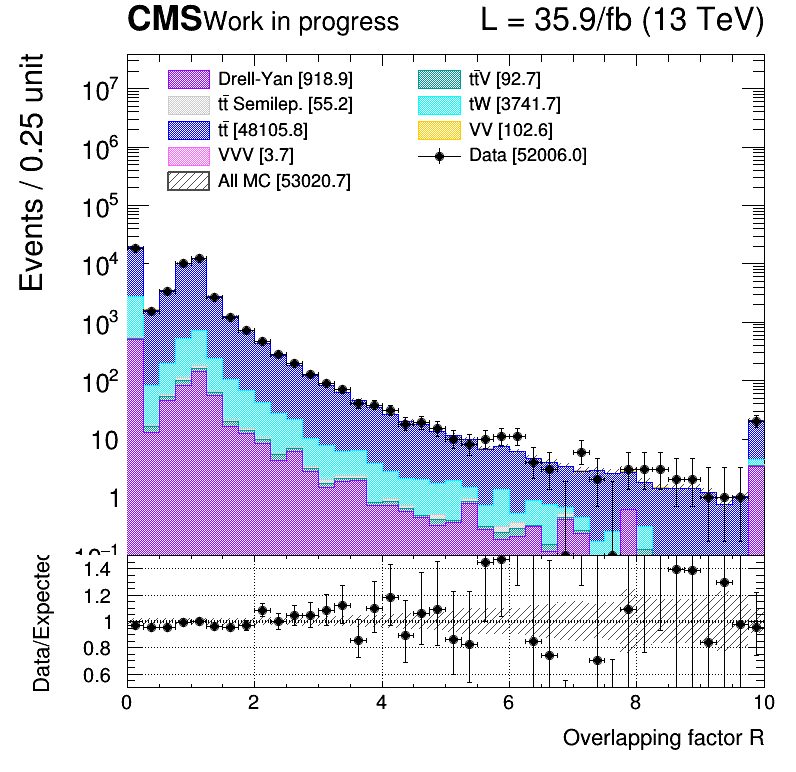 CMS Work in progress L = 35.9/fb (13 TeV)
Events / 0.25 unit
Drell-Yan [918.9]
tt̄ Semilep. [55.2]
tt̄ [48105.8]
VVV [3.7]
All MC [53020.7]
tt̄V [92.7]
tW [3741.7]
VV [102.6]
Data [52006.0]
10⁷
10⁶
10⁵
10⁴
10³
10²
10
1
10⁻¹
Data/Expected
1.4
1.2
1
0.8
0.6
0 2 4 6 8 10
Overlapping factor R